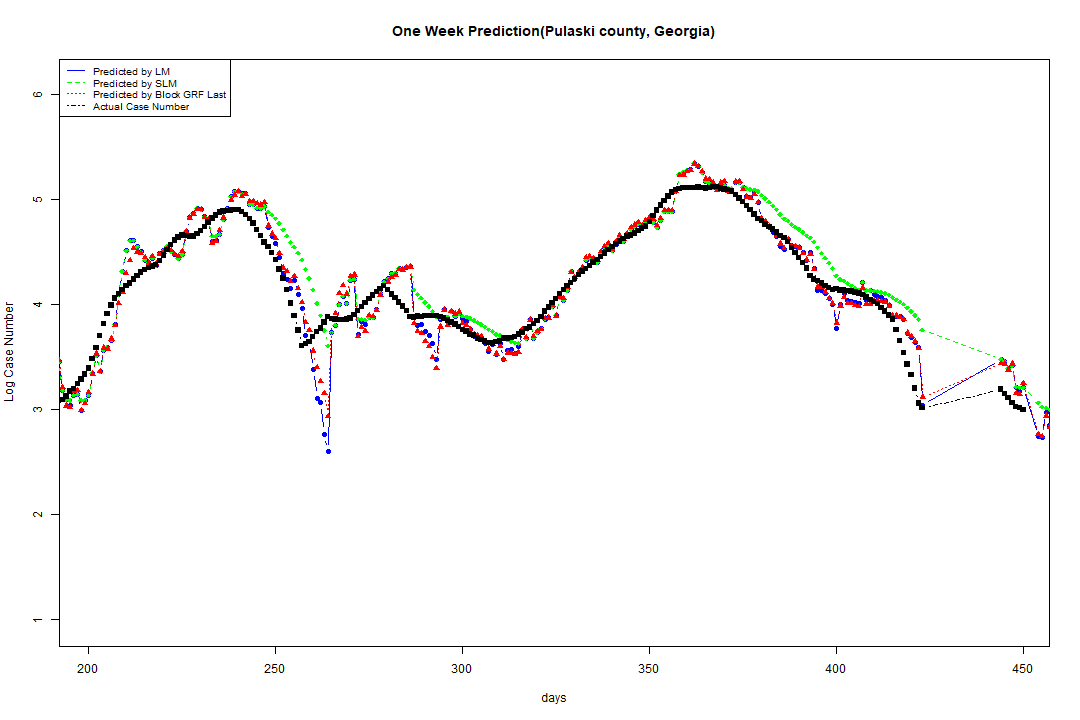 One Week Prediction(Pulaski county, Georgia)
Predicted by LM
Predicted by SLM
Predicted by Block GRF Last
Actual Case Number
6
5
4
3
2
1
Log Case Number
200 250 300 350 400 450
days